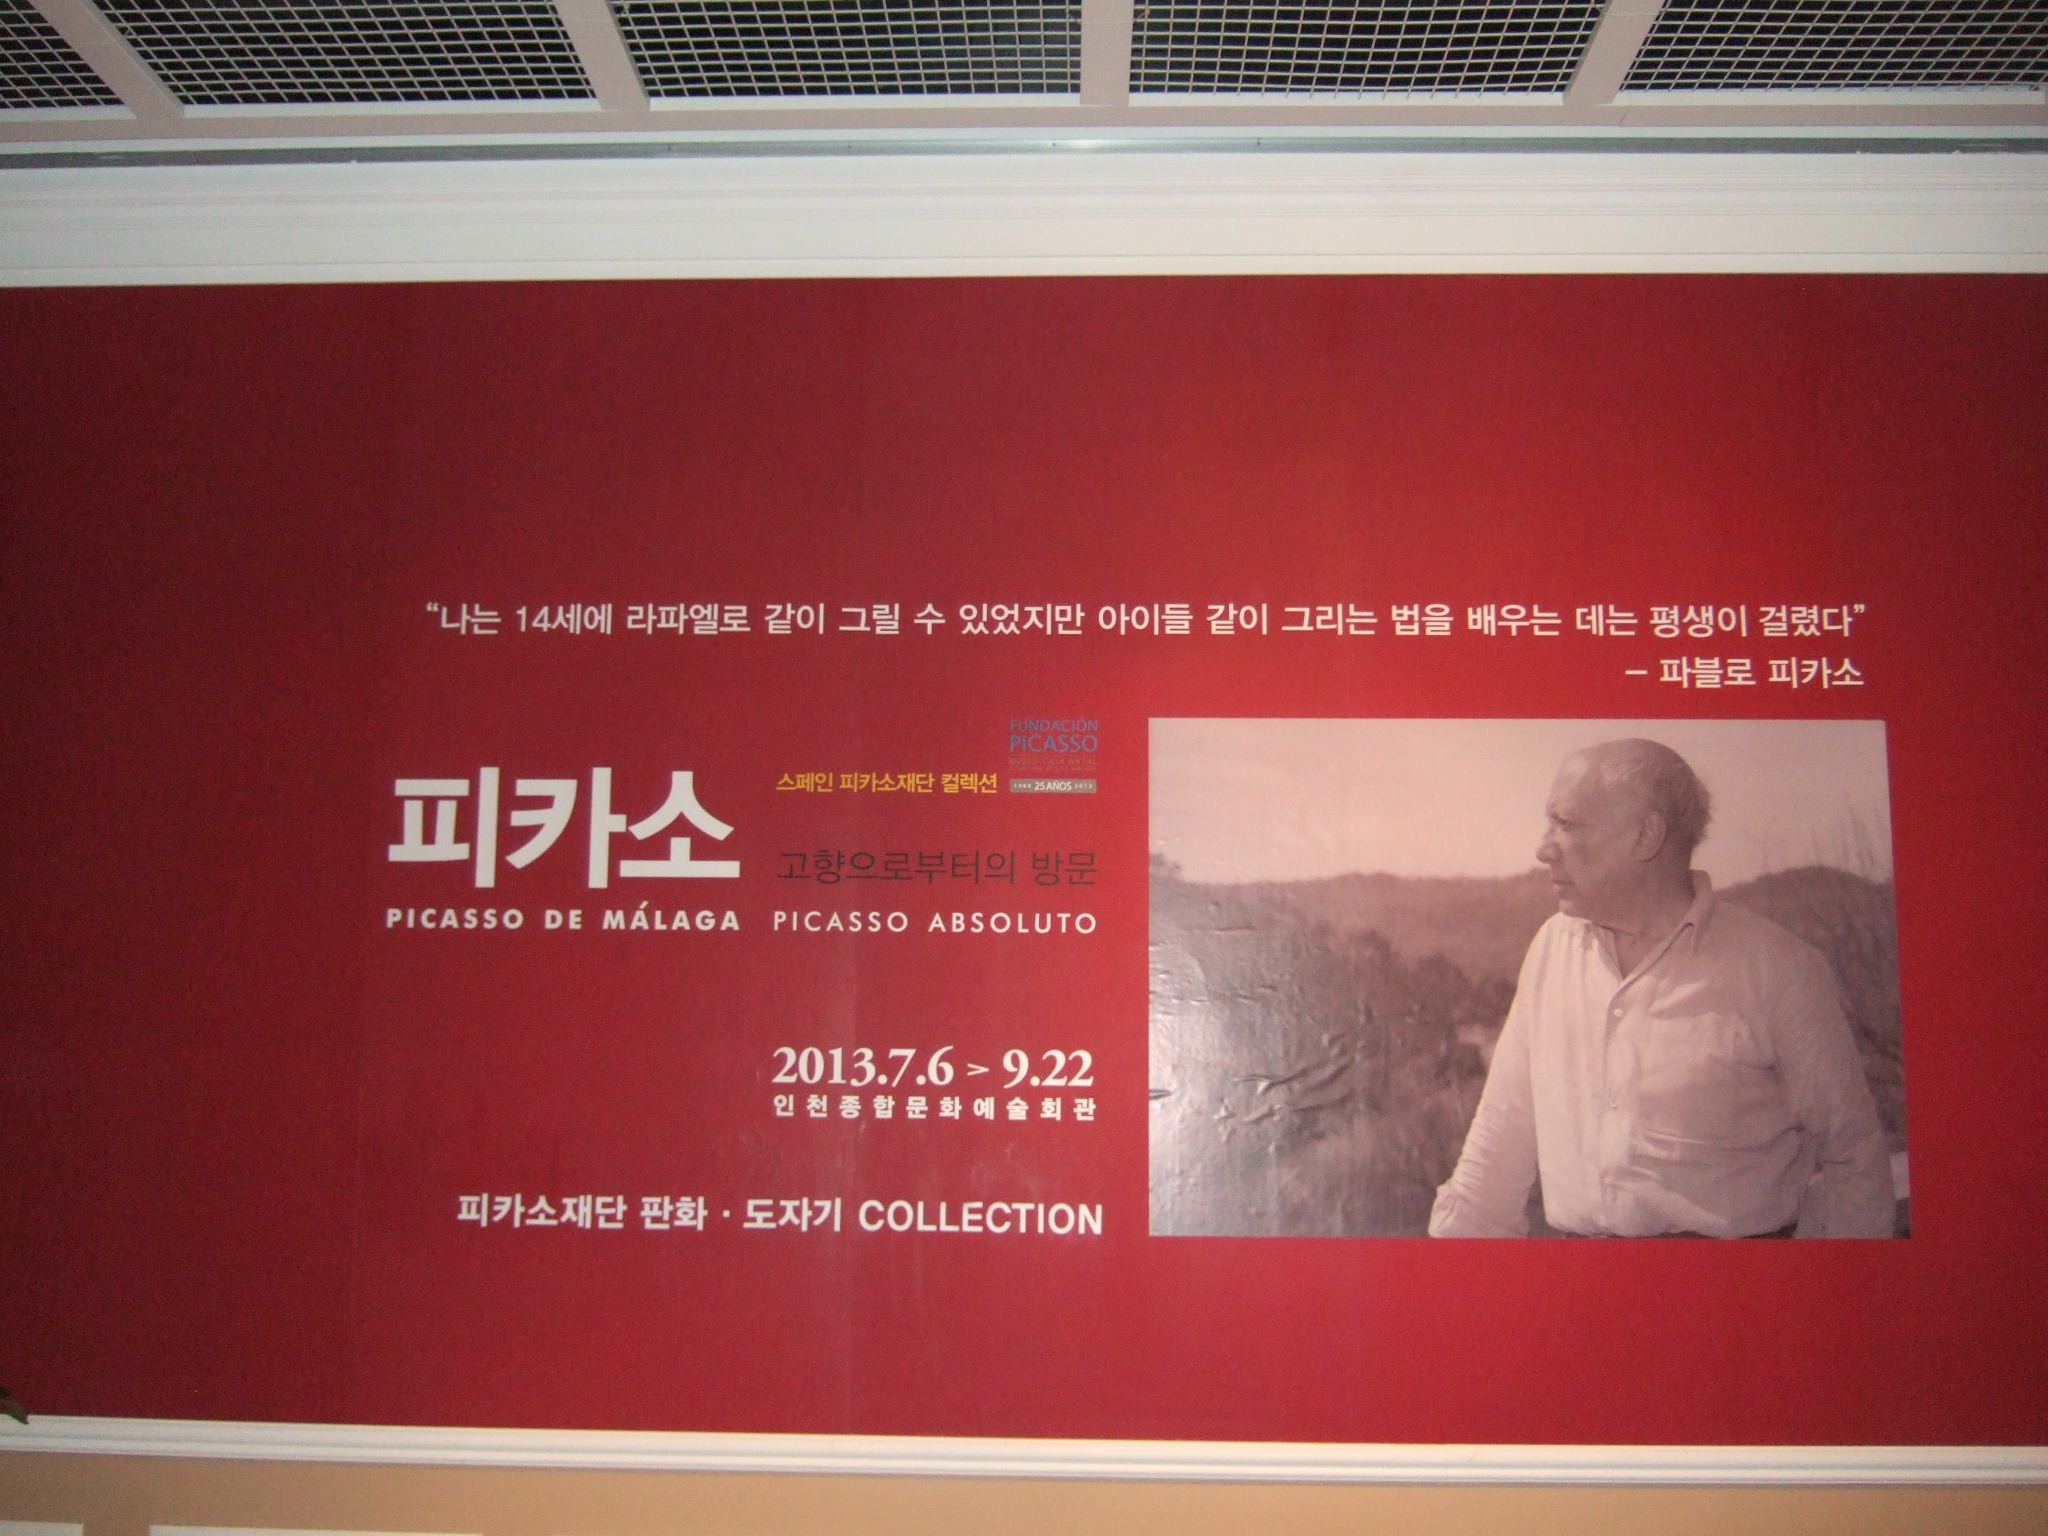 “나는 14세에 라파엘로 같이 그릴 수 있었지만 아이들 같이 그리는 법을 배우는 데는 평생이 걸렸다”
– 파블로 피카소
FUNDACIÓN
PICASSO
MUSEO CASA NATAL
1988 25 AÑOS 2013
스페인 피카소재단 컬렉션
피카소
고향으로부터의 방문
PICASSO DE MÁLAGA PICASSO ABSOLUTO
2013.7.6 > 9.22
인천종합문화예술회관
피카소재단 판화 · 도자기 COLLECTION